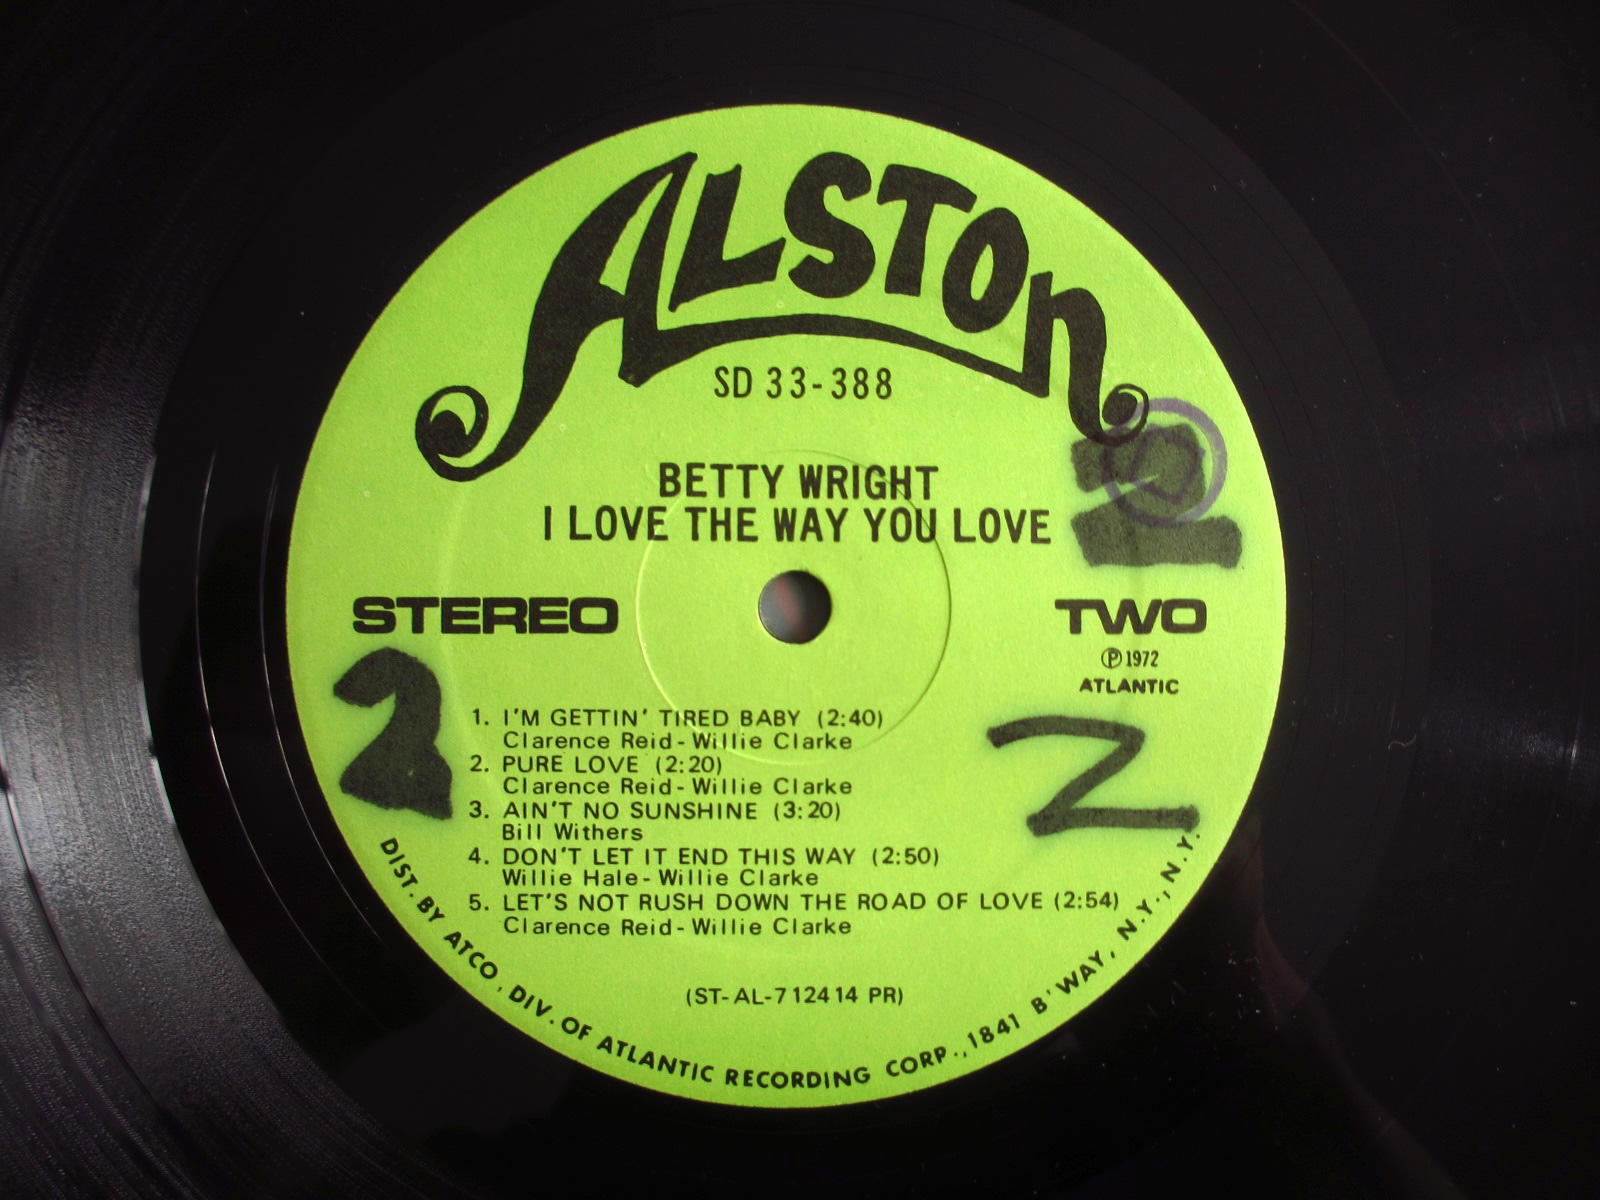 ALSTON
SD 33-388
BETTY WRIGHT
I LOVE THE WAY YOU LOVE
2
STEREO
TWO
℗ 1972
ATLANTIC
2
2
1. I'M GETTIN' TIRED BABY (2:40)
Clarence Reid - Willie Clarke
2. PURE LOVE (2:20)
Clarence Reid - Willie Clarke
3. AIN'T NO SUNSHINE (3:20)
Bill Withers
4. DON'T LET IT END THIS WAY (2:50)
Willie Hale - Willie Clarke
5. LET'S NOT RUSH DOWN THE ROAD OF LOVE (2:54)
Clarence Reid - Willie Clarke
(ST-AL-712414 PR)
DIST. BY ATCO, DIV. OF ATLANTIC RECORDING CORP., 1841 B'WAY, N.Y., N.Y.